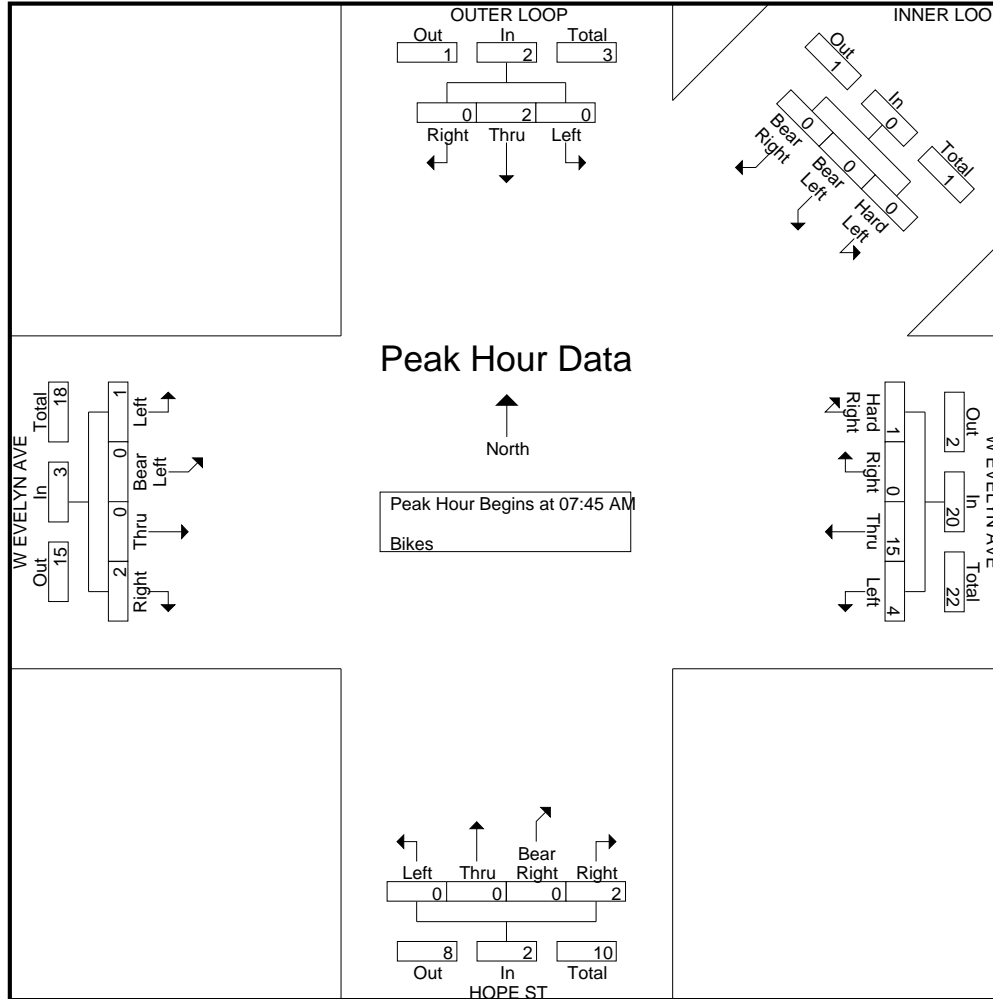 OUTER LOOP
Out In Total
1 2 3
0 2 0
Right Thru Left
INNER LOO
Out
1
In
0
Total
1
0
0
0
Bear
Right
Bear
Left
Hard
Left
Peak Hour Data
North
Peak Hour Begins at 07:45 AM
Bikes
W EVELYN AVE
Total In Out
18 3 15
1 0 0 2
Left
Bear
Left
Thru
Right
W EVELYN AVE
Out In Total
2 20 22
1 0 15 4
Hard
Right
Right
Thru
Left
Bear
Left Thru Right Right
0 0 0 2
8 2 10
Out In Total
HOPE ST